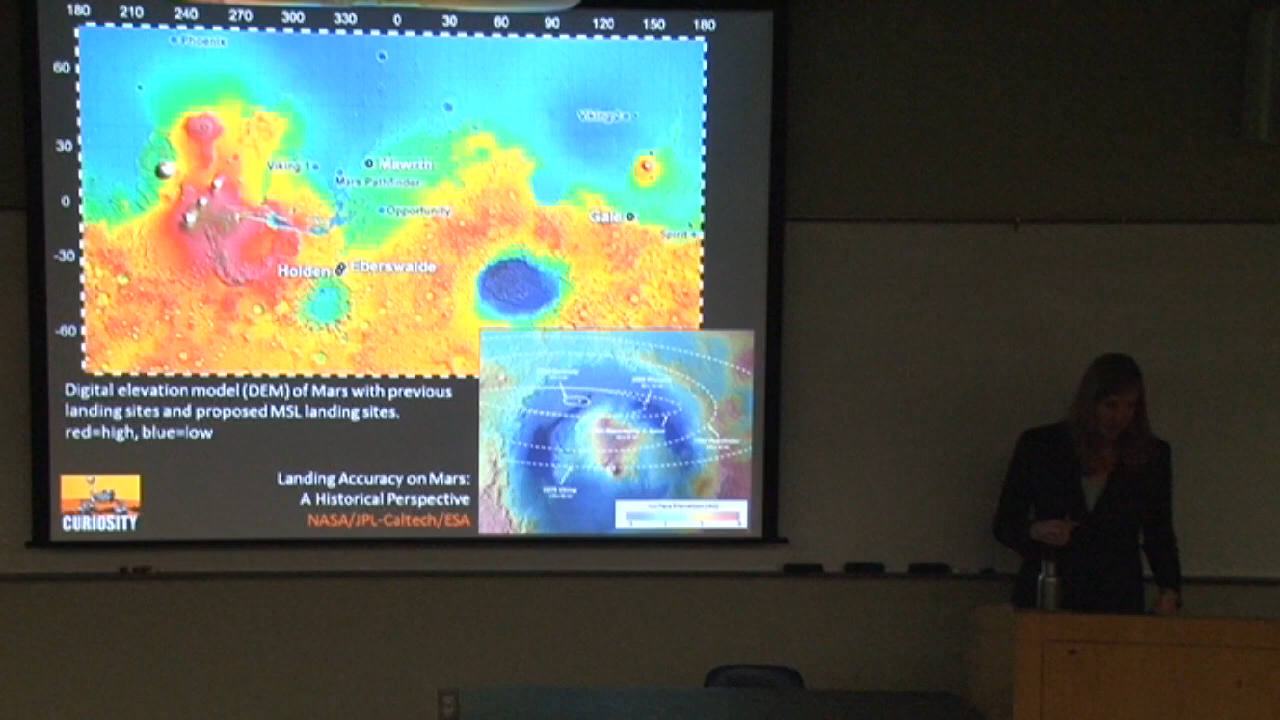 180 210 240 270 300 330 0 30 60 90 120 150 180
Phoenix
60
Viking 2
30
Viking 1
Mawrth
Mars Pathfinder
0
Opportunity
Gale
Spirit
-30
Holden
Eberswalde
-60
Digital elevation model (DEM) of Mars with previous
landing sites and proposed MSL landing sites.
red=high, blue=low
Landing Accuracy on Mars:
A Historical Perspective
NASA/JPL-Caltech/ESA
CURIOSITY